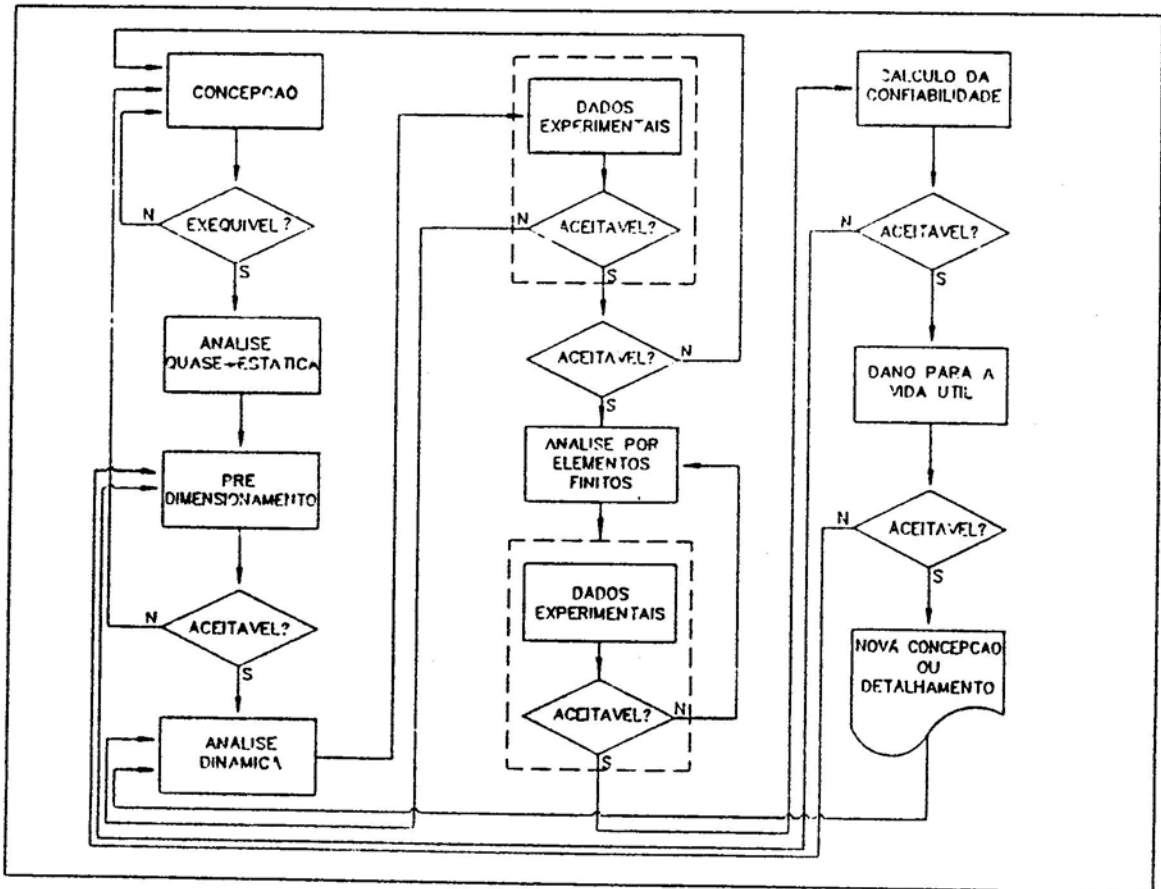 CONCEPÇAO
N
EXEQUIVEL?
S
ANALISE
QUASE-ESTATICA
PRE
DIMENSIONAMENTO
N
ACEITAVEL?
S
ANALISE
DINAMICA
DADOS
EXPERIMENTAIS
N
ACEITAVEL?
S
ACEITAVEL?
N
S
ANALISE POR
ELEMENTOS
FINITOS
DADOS
EXPERIMENTAIS
ACEITAVEL?
N
S
CALCULO DA
CONFIABILIDADE
N
ACEITAVEL?
S
DANO PARA A
VIDA UTIL
N
ACEITAVEL?
S
NOVA CONCEPCAO
OU
DETALHAMENTO